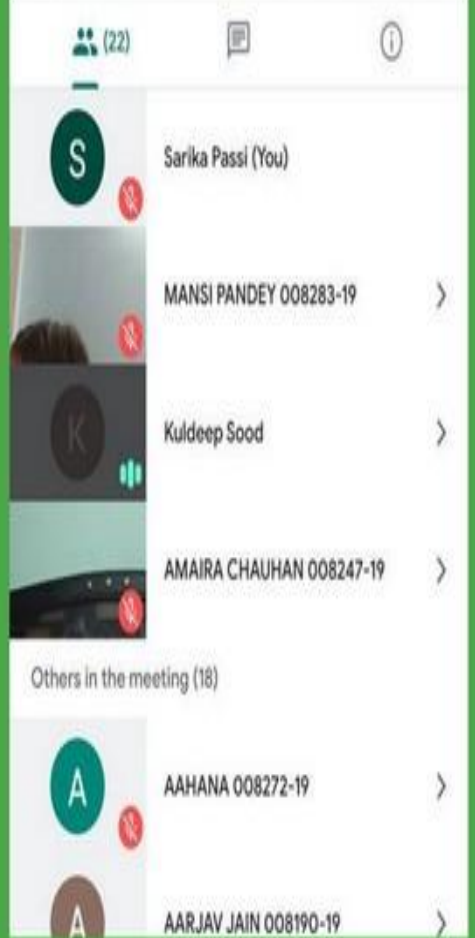 (22)
S
Sarika Passi (You)
MANSI PANDEY 008283-19
K
Kuldeep Sood
AMAIRA CHAUHAN 008247-19
Others in the meeting (18)
A
AAHANA 008272-19
A
AARJAV JAIN 008190-19